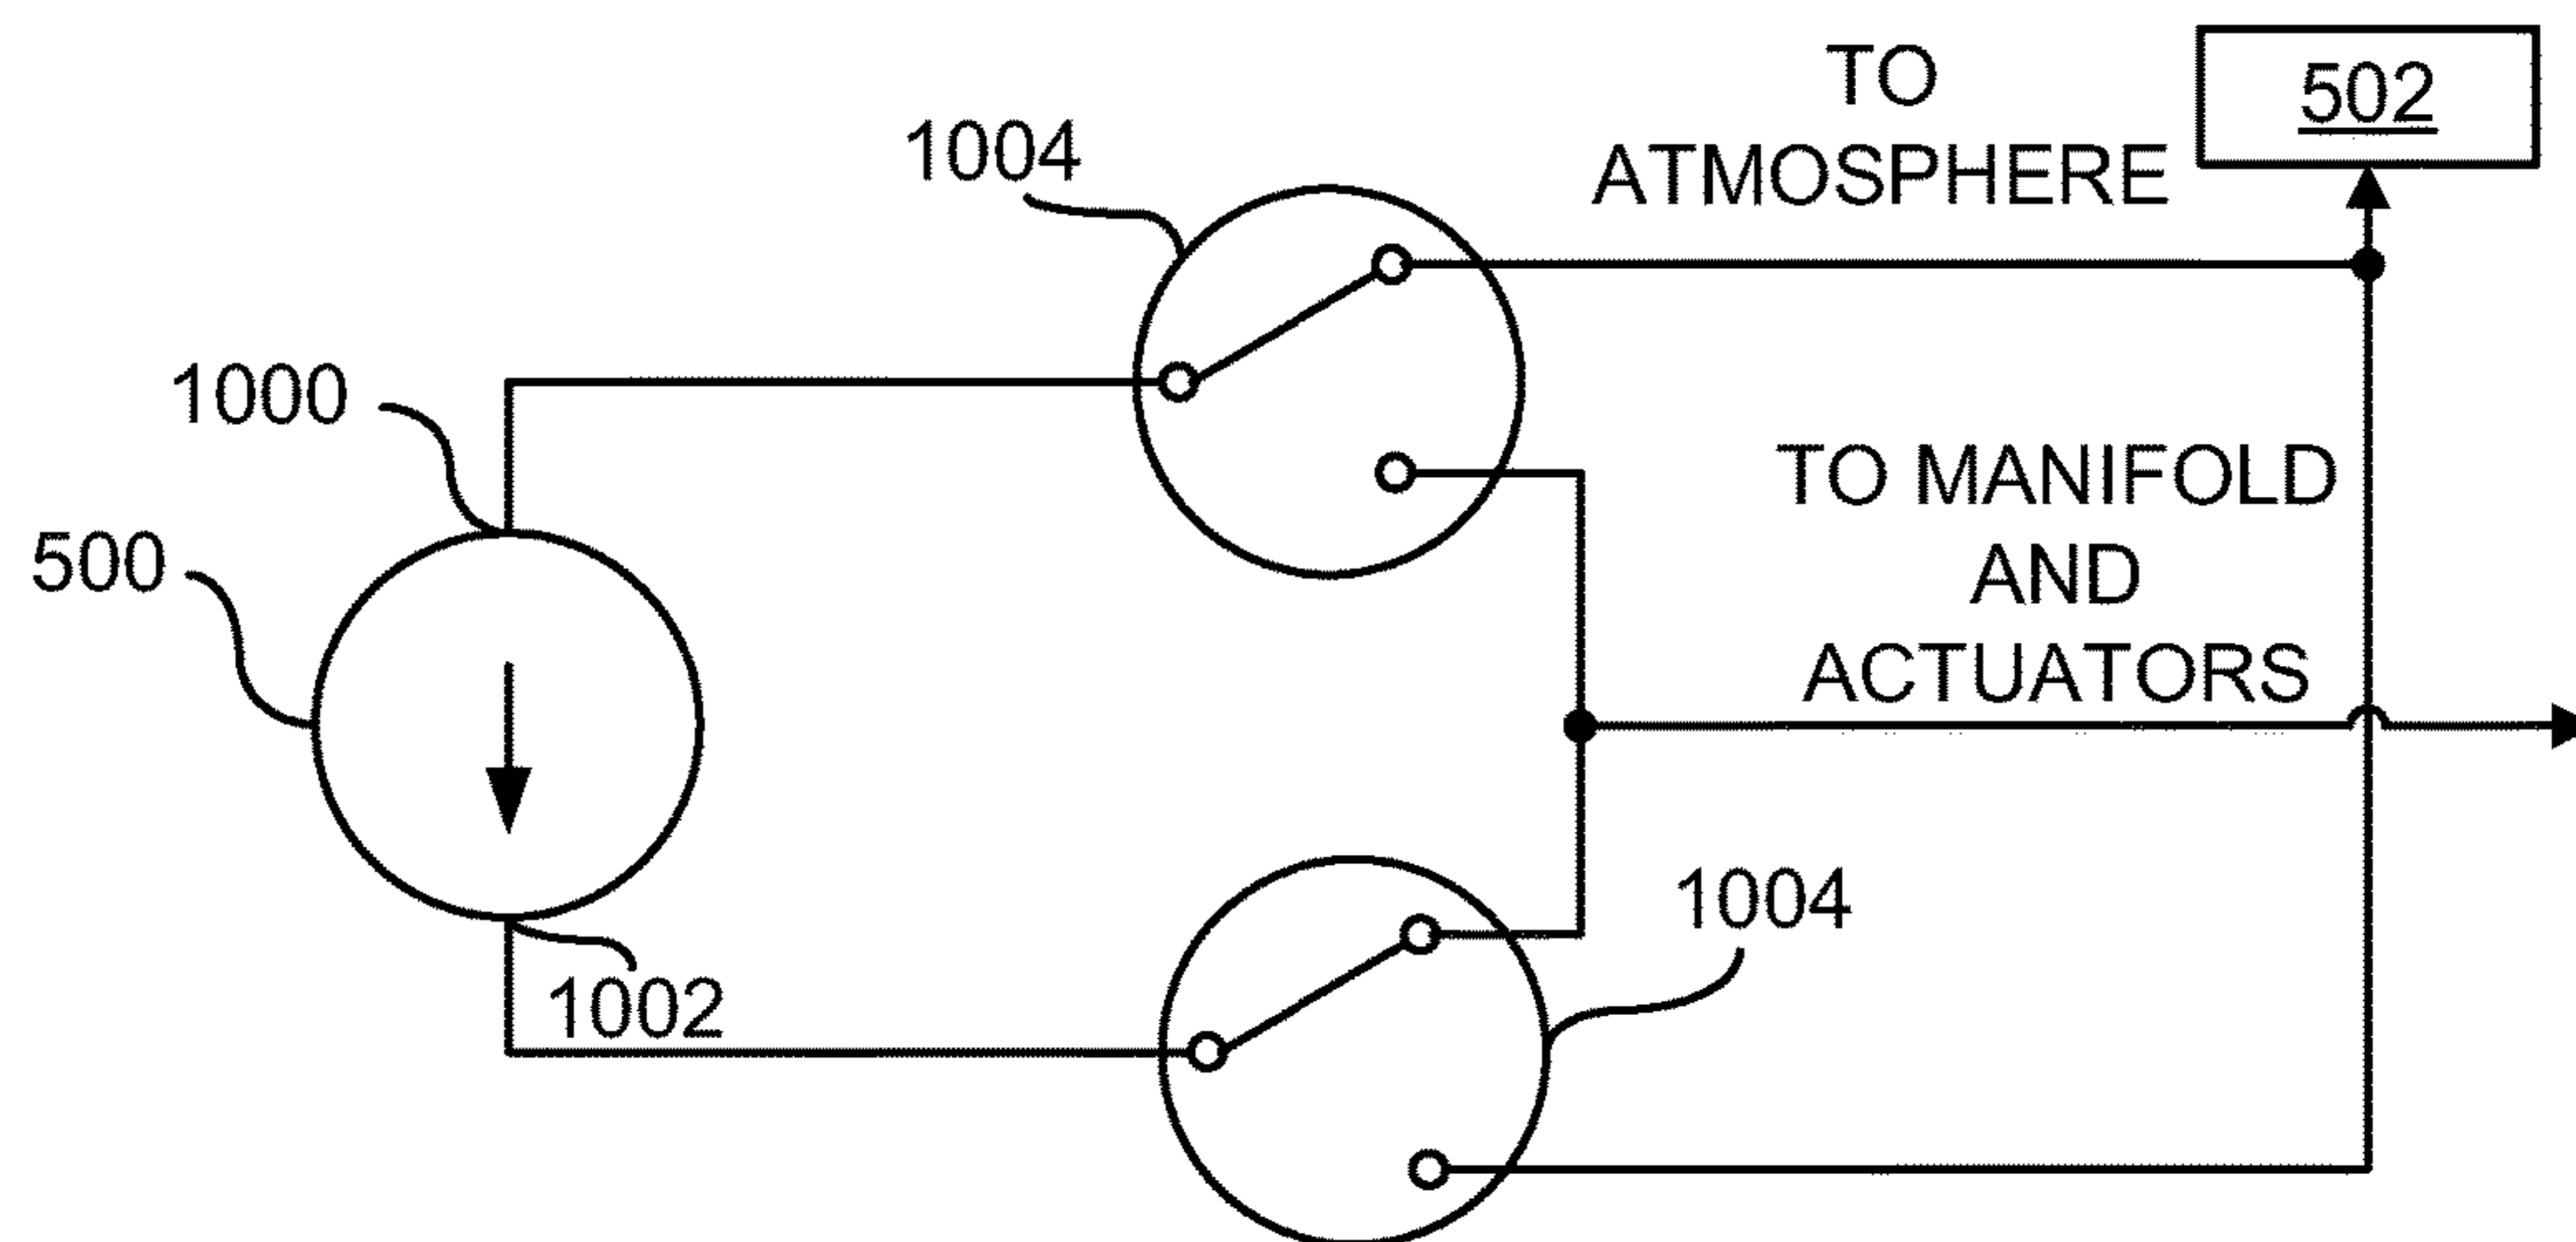 TO
ATMOSPHERE
502
1004
1000
TO MANIFOLD
AND
ACTUATORS
500
1004
1002